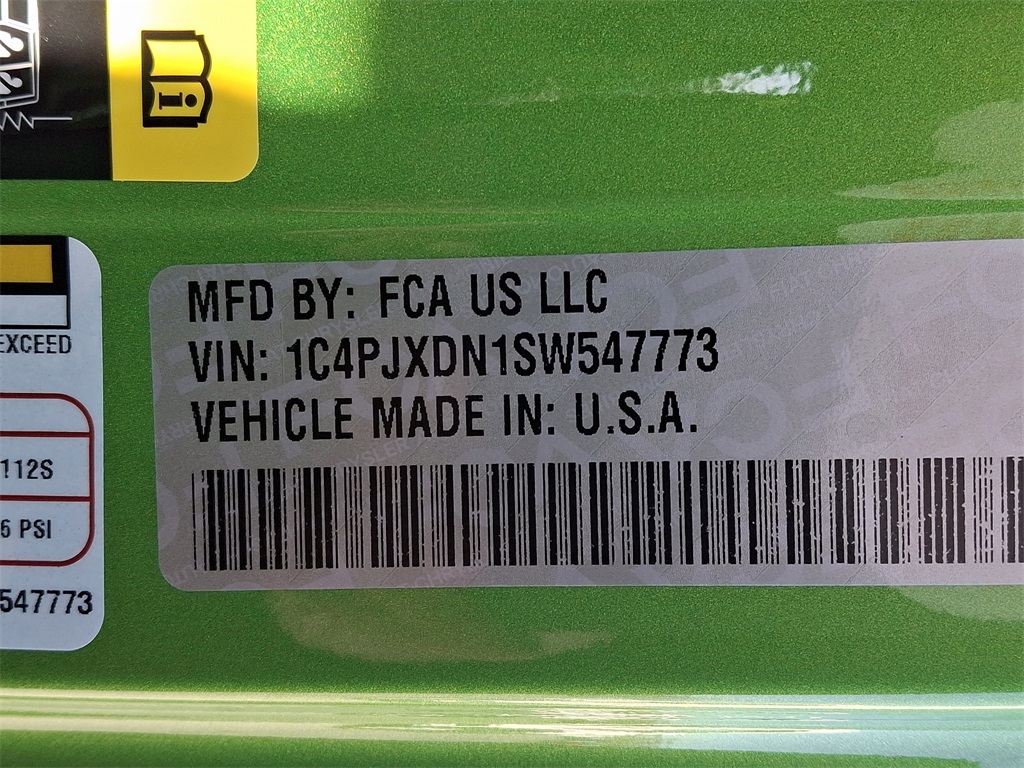 EXCEED
112S
6 PSI
547773
MFD BY: FCA US LLC
VIN: 1C4PJXDN1SW547773
VEHICLE MADE IN: U.S.A.